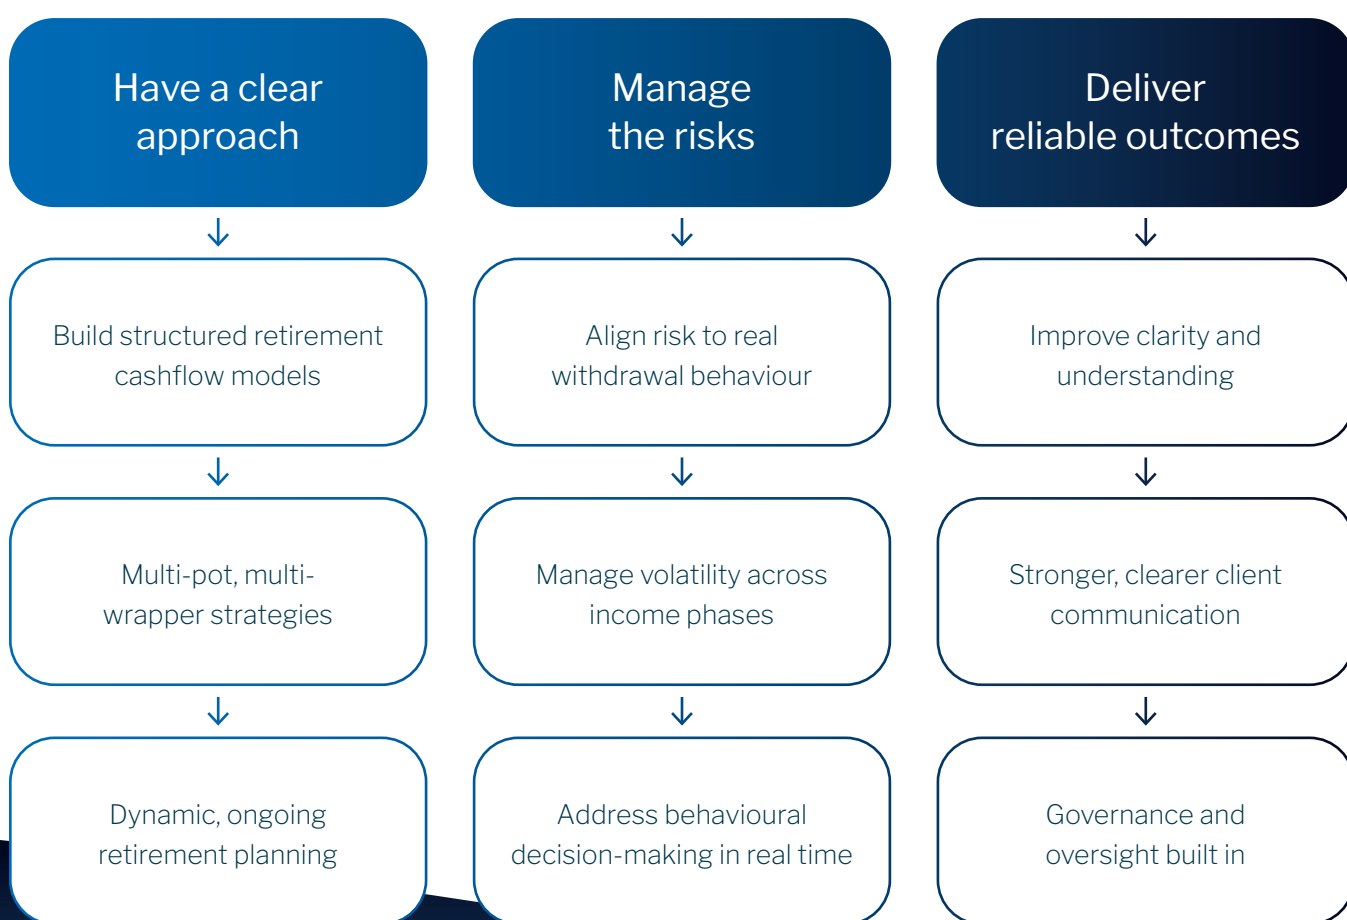 Have a clear
approach
Build structured retirement
cashflow models
Multi-pot, multi-
wrapper strategies
Dynamic, ongoing
retirement planning
Manage
the risks
Align risk to real
withdrawal behaviour
Manage volatility across
income phases
Address behavioural
decision-making in real time
Deliver
reliable outcomes
Improve clarity and
understanding
Stronger, clearer client
communication
Governance and
oversight built in